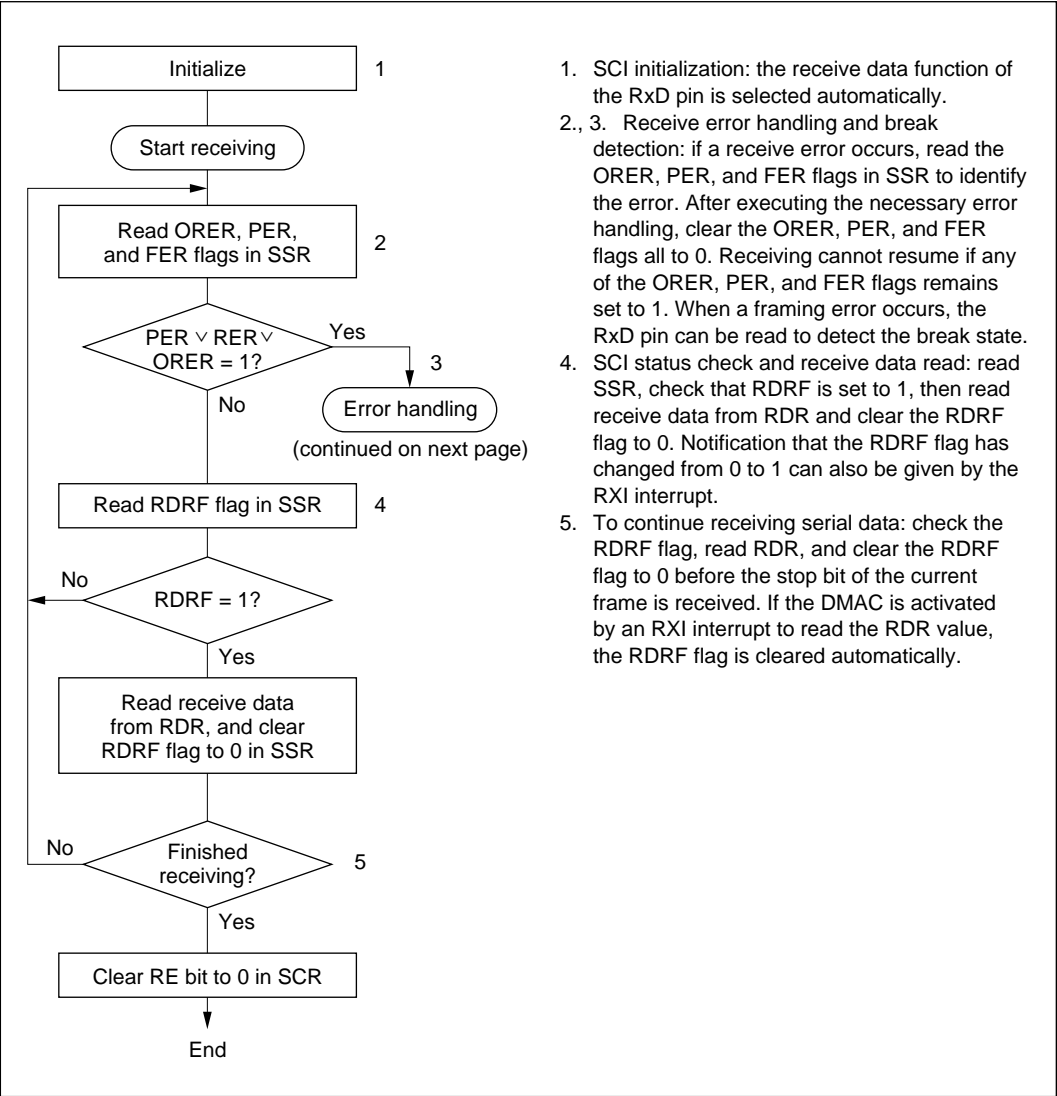 Initialize
1
Start receiving
Read ORER, PER,
and FER flags in SSR
2
PER ∨ RER ∨
ORER = 1?
Yes
3
Error handling
(continued on next page)
No
Read RDRF flag in SSR
4
No
RDRF = 1?
Yes
Read receive data
from RDR, and clear
RDRF flag to 0 in SSR
No
Finished
receiving?
5
Yes
Clear RE bit to 0 in SCR
End
1. SCI initialization: the receive data function of
the RxD pin is selected automatically.
2., 3. Receive error handling and break
detection: if a receive error occurs, read the
ORER, PER, and FER flags in SSR to identify
the error. After executing the necessary error
handling, clear the ORER, PER, and FER
flags all to 0. Receiving cannot resume if any
of the ORER, PER, and FER flags remains
set to 1. When a framing error occurs, the
RxD pin can be read to detect the break state.
4. SCI status check and receive data read: read
SSR, check that RDRF is set to 1, then read
receive data from RDR and clear the RDRF
flag to 0. Notification that the RDRF flag has
changed from 0 to 1 can also be given by the
RXI interrupt.
5. To continue receiving serial data: check the
RDRF flag, read RDR, and clear the RDRF
flag to 0 before the stop bit of the current
frame is received. If the DMAC is activated
by an RXI interrupt to read the RDR value,
the RDRF flag is cleared automatically.